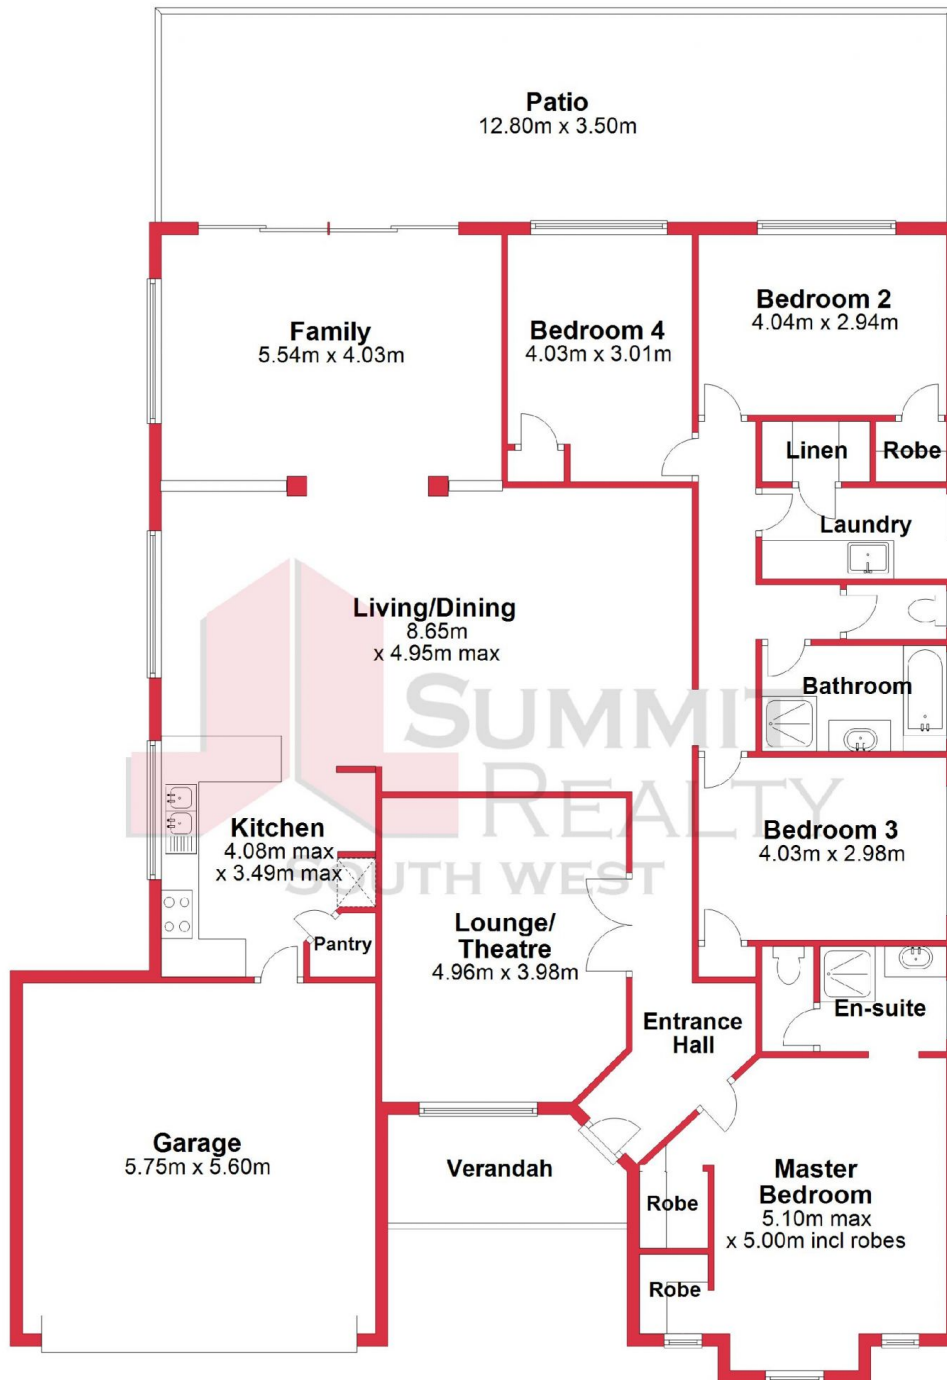 Patio
12.80m x 3.50m
Family
5.54m x 4.03m
Bedroom 4
4.03m x 3.01m
Bedroom 2
4.04m x 2.94m
Linen
Robe
Laundry
Living/Dining
8.65m
x 4.95m max
Bathroom
SUMMIT
REALTY
SOUTH WEST
Kitchen
4.08m max
x 3.49m max
Pantry
Lounge/
Theatre
4.96m x 3.98m
Bedroom 3
4.03m x 2.98m
En-suite
Entrance
Hall
Garage
5.75m x 5.60m
Verandah
Master
Bedroom
5.10m max
x 5.00m incl robes
Robe
Robe